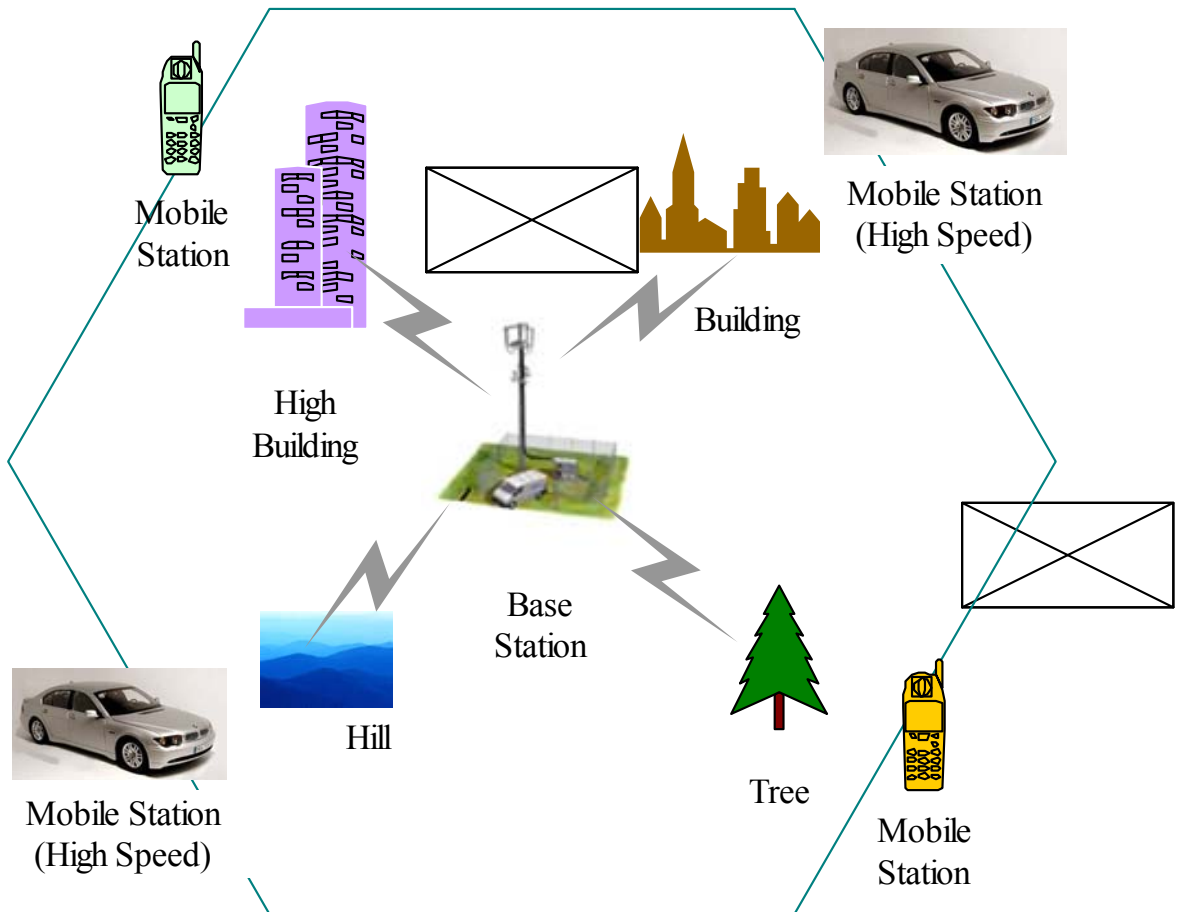 Mobile
Station
Mobile Station
(High Speed)
Building
High
Building
Base
Station
Hill
Tree
Mobile Station
(High Speed)
Mobile
Station